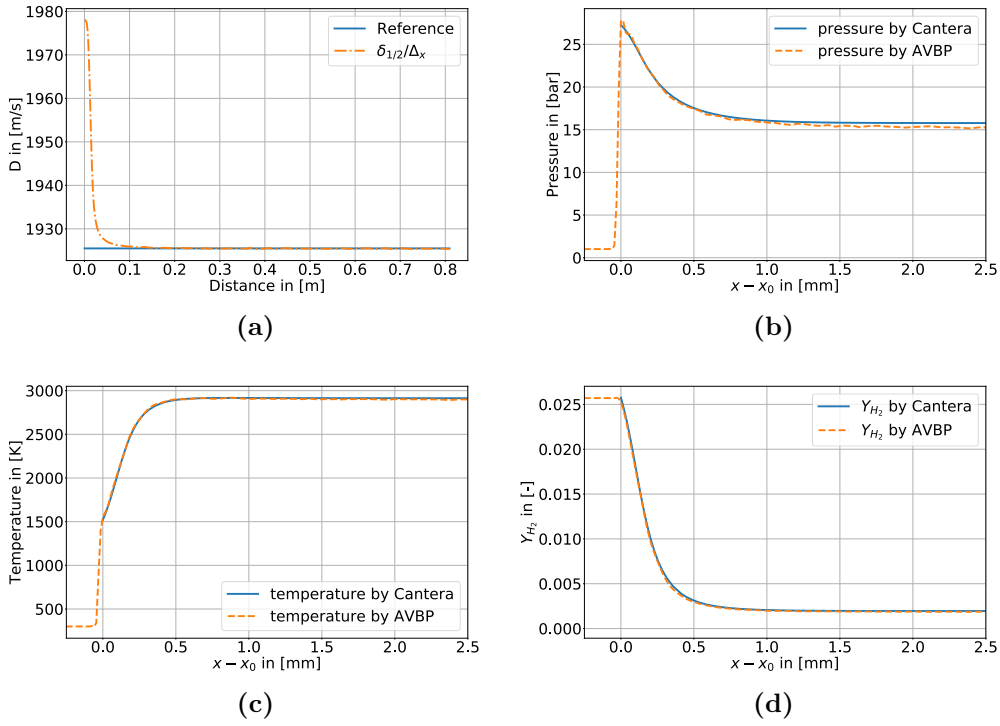 1980
1970
1960
1950
1940
1930
D in [m/s]
Reference
δ1/2/Δx
0.0 0.1 0.2 0.3 0.4 0.5 0.6 0.7 0.8
Distance in [m]
(a)
25
20
15
10
5
0
Pressure in [bar]
pressure by Cantera
pressure by AVBP
0.0 0.5 1.0 1.5 2.0 2.5
x − x0 in [mm]
(b)
3000
2500
2000
1500
1000
500
Temperature in [K]
temperature by Cantera
temperature by AVBP
0.0 0.5 1.0 1.5 2.0 2.5
x − x0 in [mm]
(c)
0.025
0.020
0.015
0.010
0.005
0.000
YH2 in [-]
YH2 by Cantera
YH2 by AVBP
0.0 0.5 1.0 1.5 2.0 2.5
x − x0 in [mm]
(d)